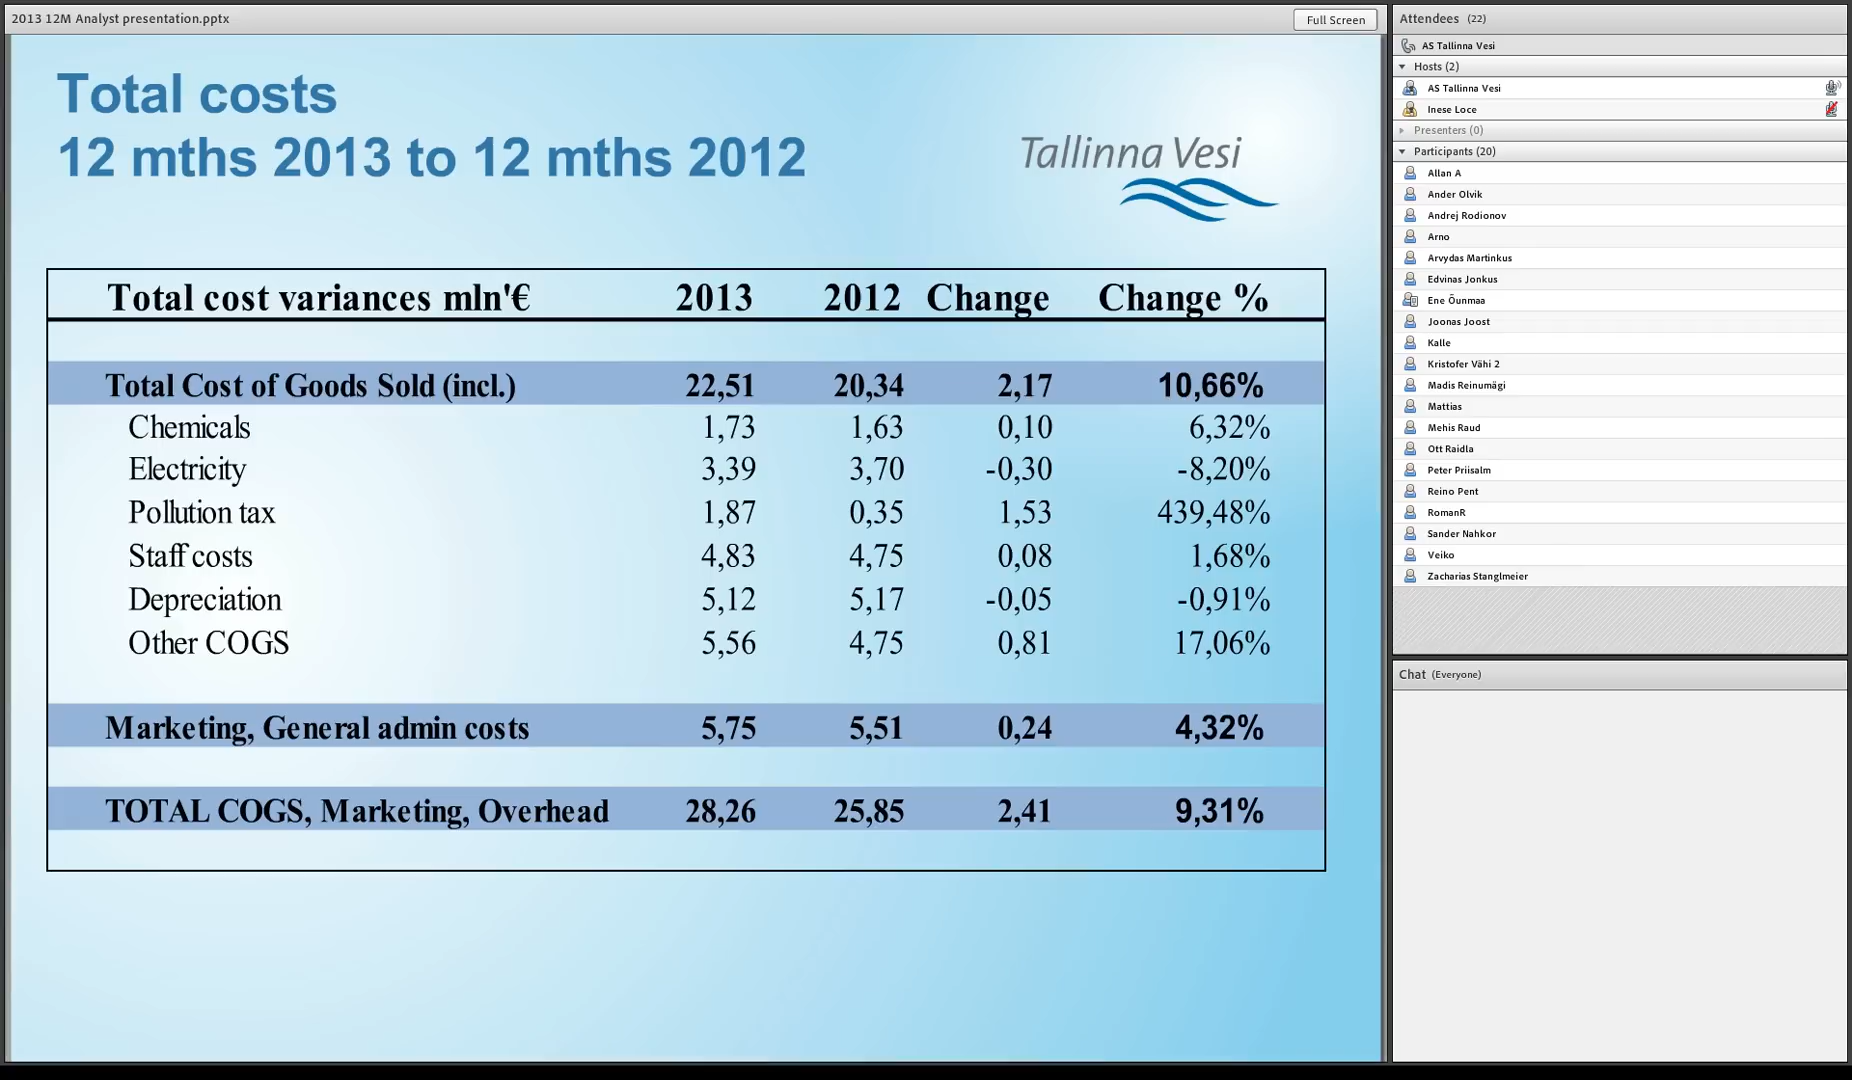 2013 12M Analyst presentation.pptx
Full Screen
Total costs
12 mths 2013 to 12 mths 2012
Tallinna Vesi
Total cost variances mln'€ 2013 2012 Change Change %
Total Cost of Goods Sold (incl.) 22,51 20,34 2,17 10,66%
Chemicals 1,73 1,63 0,10 6,32%
Electricity 3,39 3,70 -0,30 -8,20%
Pollution tax 1,87 0,35 1,53 439,48%
Staff costs 4,83 4,75 0,08 1,68%
Depreciation 5,12 5,17 -0,05 -0,91%
Other COGS 5,56 4,75 0,81 17,06%
Marketing, General admin costs 5,75 5,51 0,24 4,32%
TOTAL COGS, Marketing, Overhead 28,26 25,85 2,41 9,31%
Attendees (22)
AS Tallinna Vesi
Hosts (2)
AS Tallinna Vesi
Inese Loce
Presenters (0)
Participants (20)
Allan A
Ander Olvik
Andrej Rodionov
Arno
Arvydas Martinkus
Edvinas Jonkus
Ene Õunmaa
Joonas Joost
Kalle
Kristofer Vähi 2
Madis Reinumägi
Mattias
Mehis Raud
Ott Raidla
Peter Priisalm
Reino Pent
RomanR
Sander Nahkor
Veiko
Zacharias Stanglmeier
Chat (Everyone)